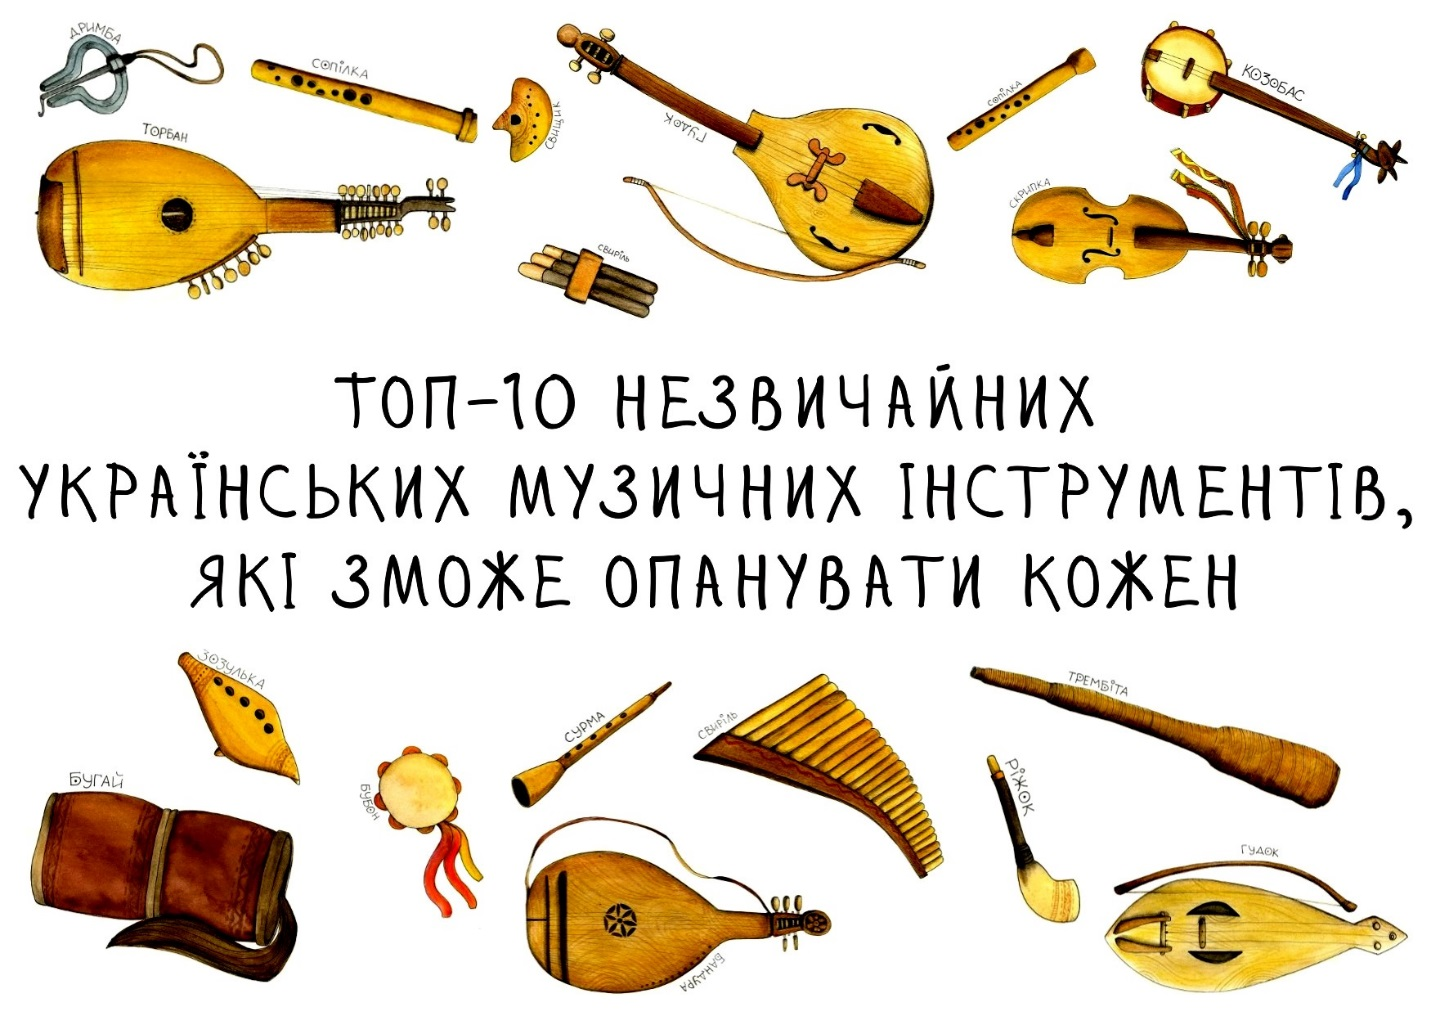 ДРИМБА
СОПІЛКА
СВИЩИК
ГУДОК
СОПІЛКА
КОЗОБАС
ТОРБАН
СКРИПКА
СВИРІЛЬ
ТОП-10 НЕЗВИЧАЙНИХ
УКРАЇНСЬКИХ МУЗИЧНИХ ІНСТРУМЕНТІВ,
ЯКІ ЗМОЖЕ ОПАНУВАТИ КОЖЕН
ЗОЗУЛЬКА
БУГАЙ
БУБОН
СУРМА
СВИРІЛЬ
ТРЕМБІТА
РІЖОК
ГУДОК
БАНДУРА